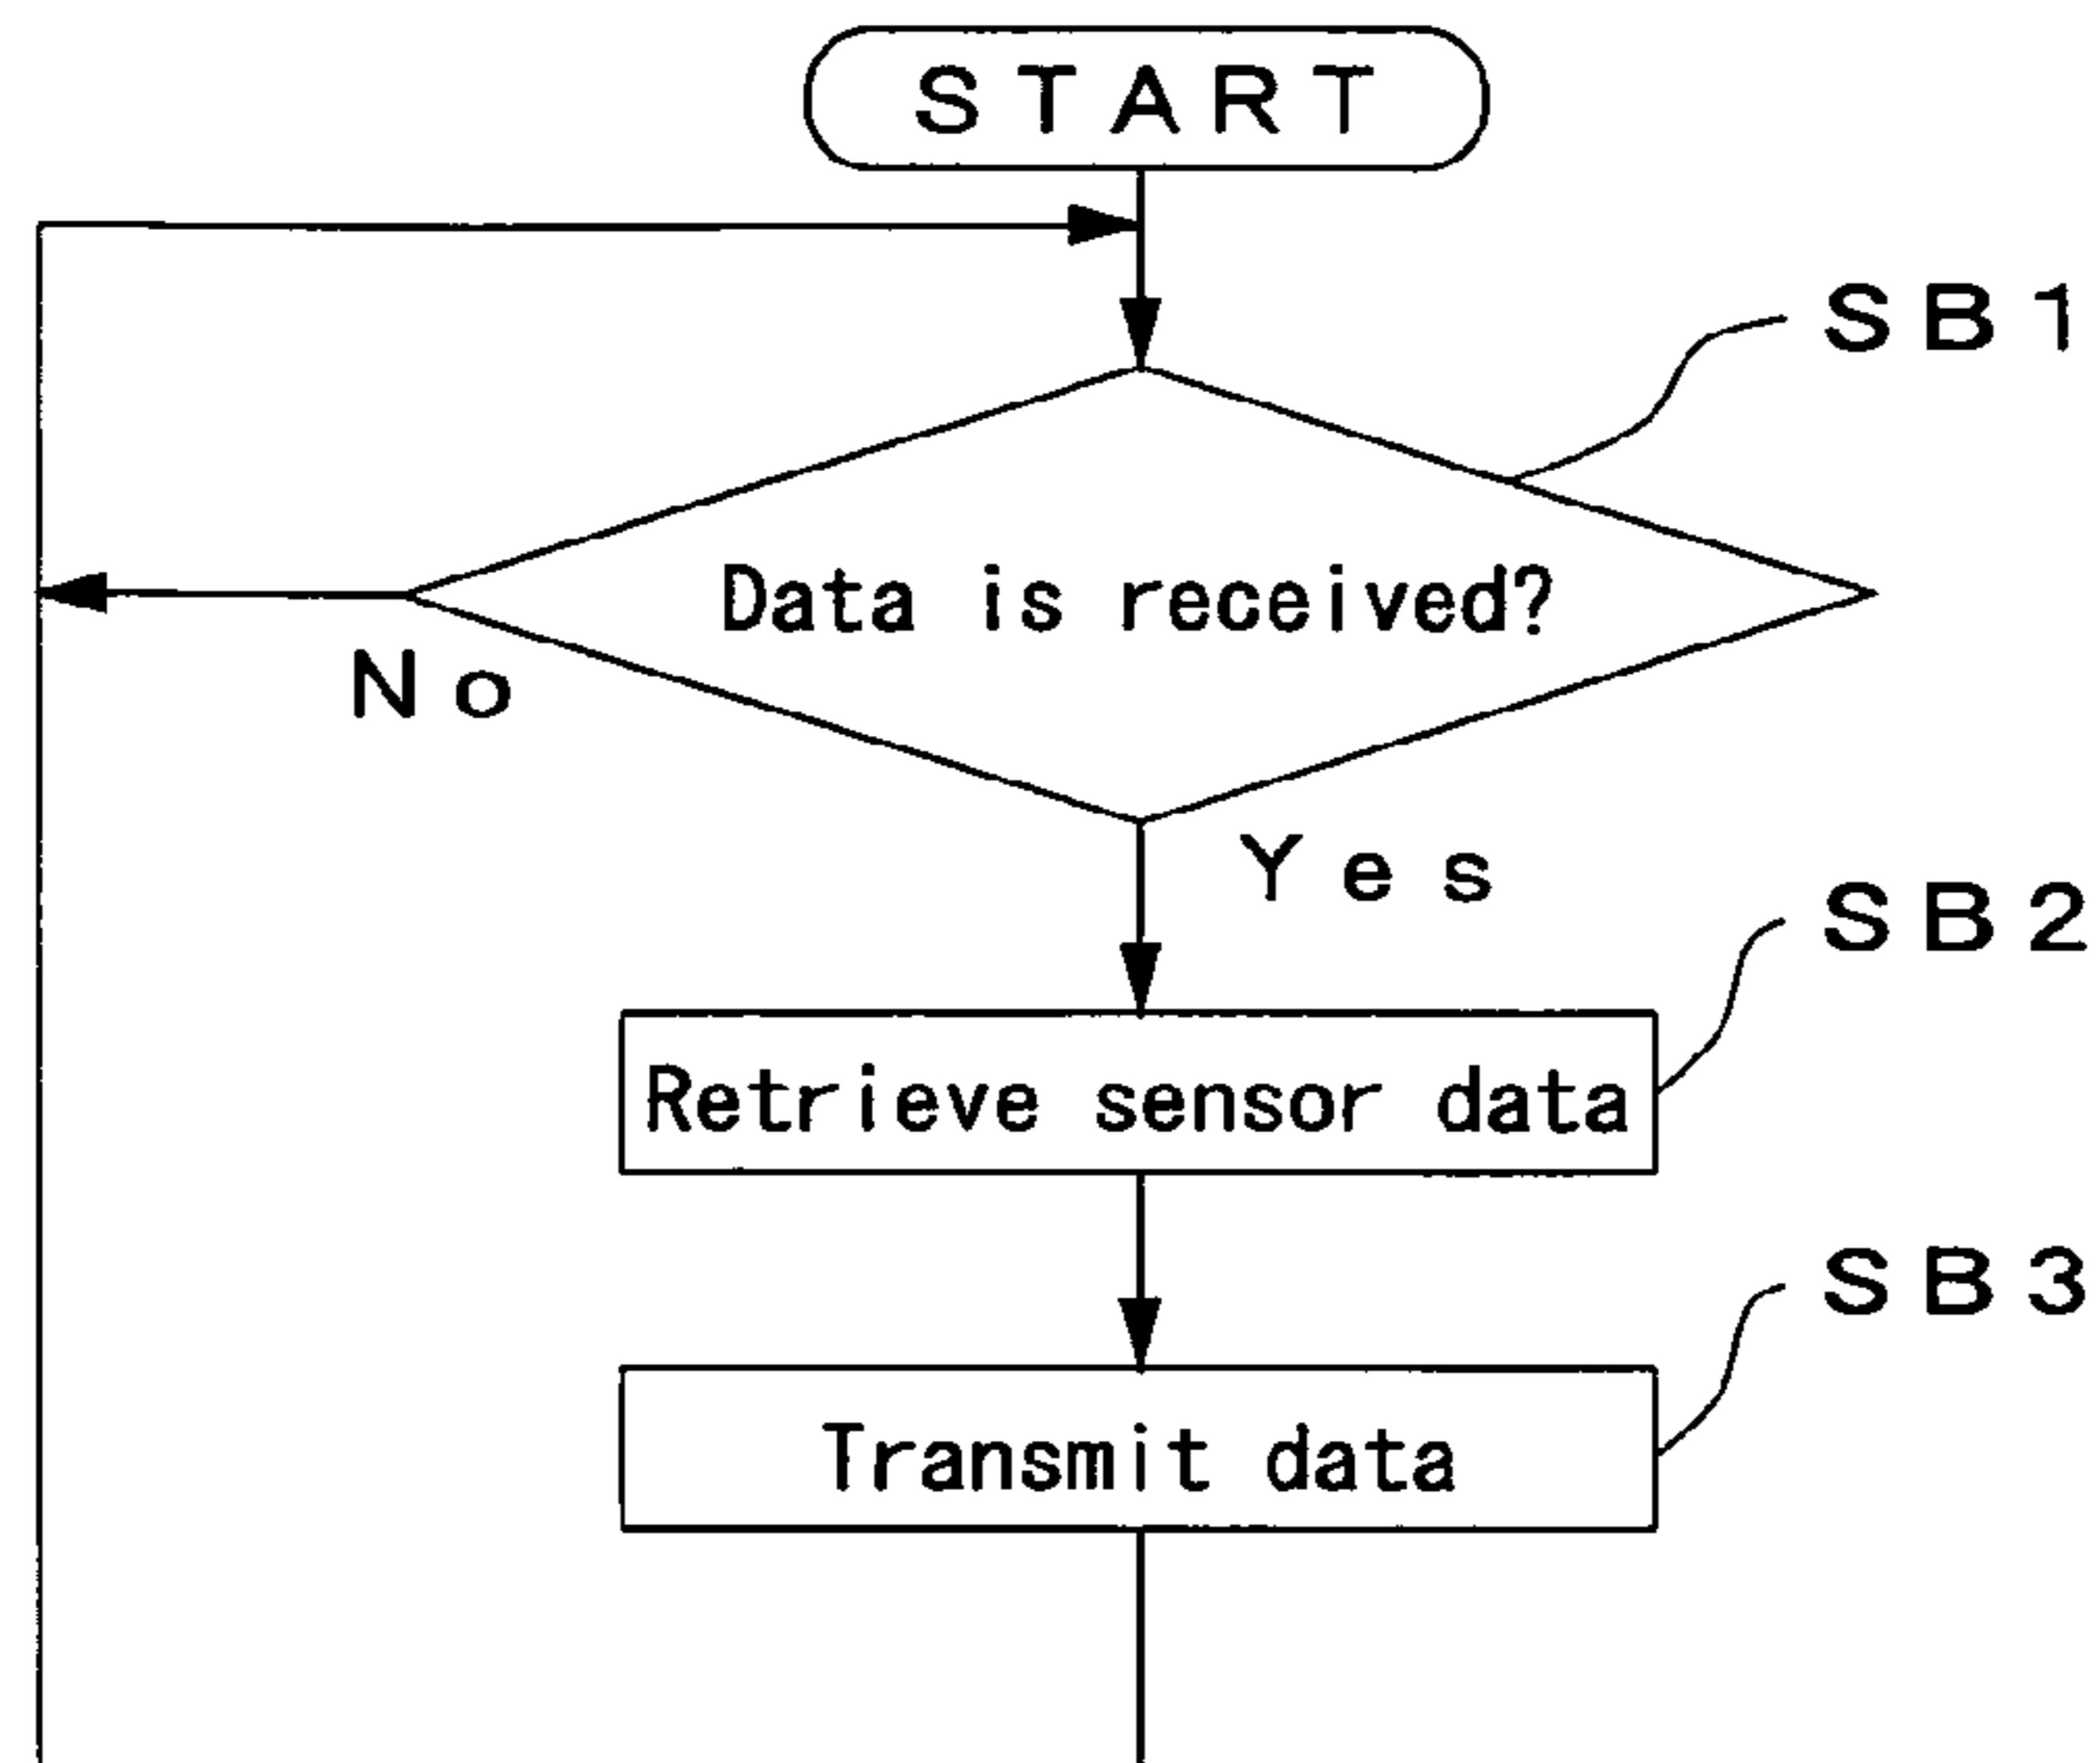 START
SB1
Data is received?
No
Yes
SB2
Retrieve sensor data
SB3
Transmit data